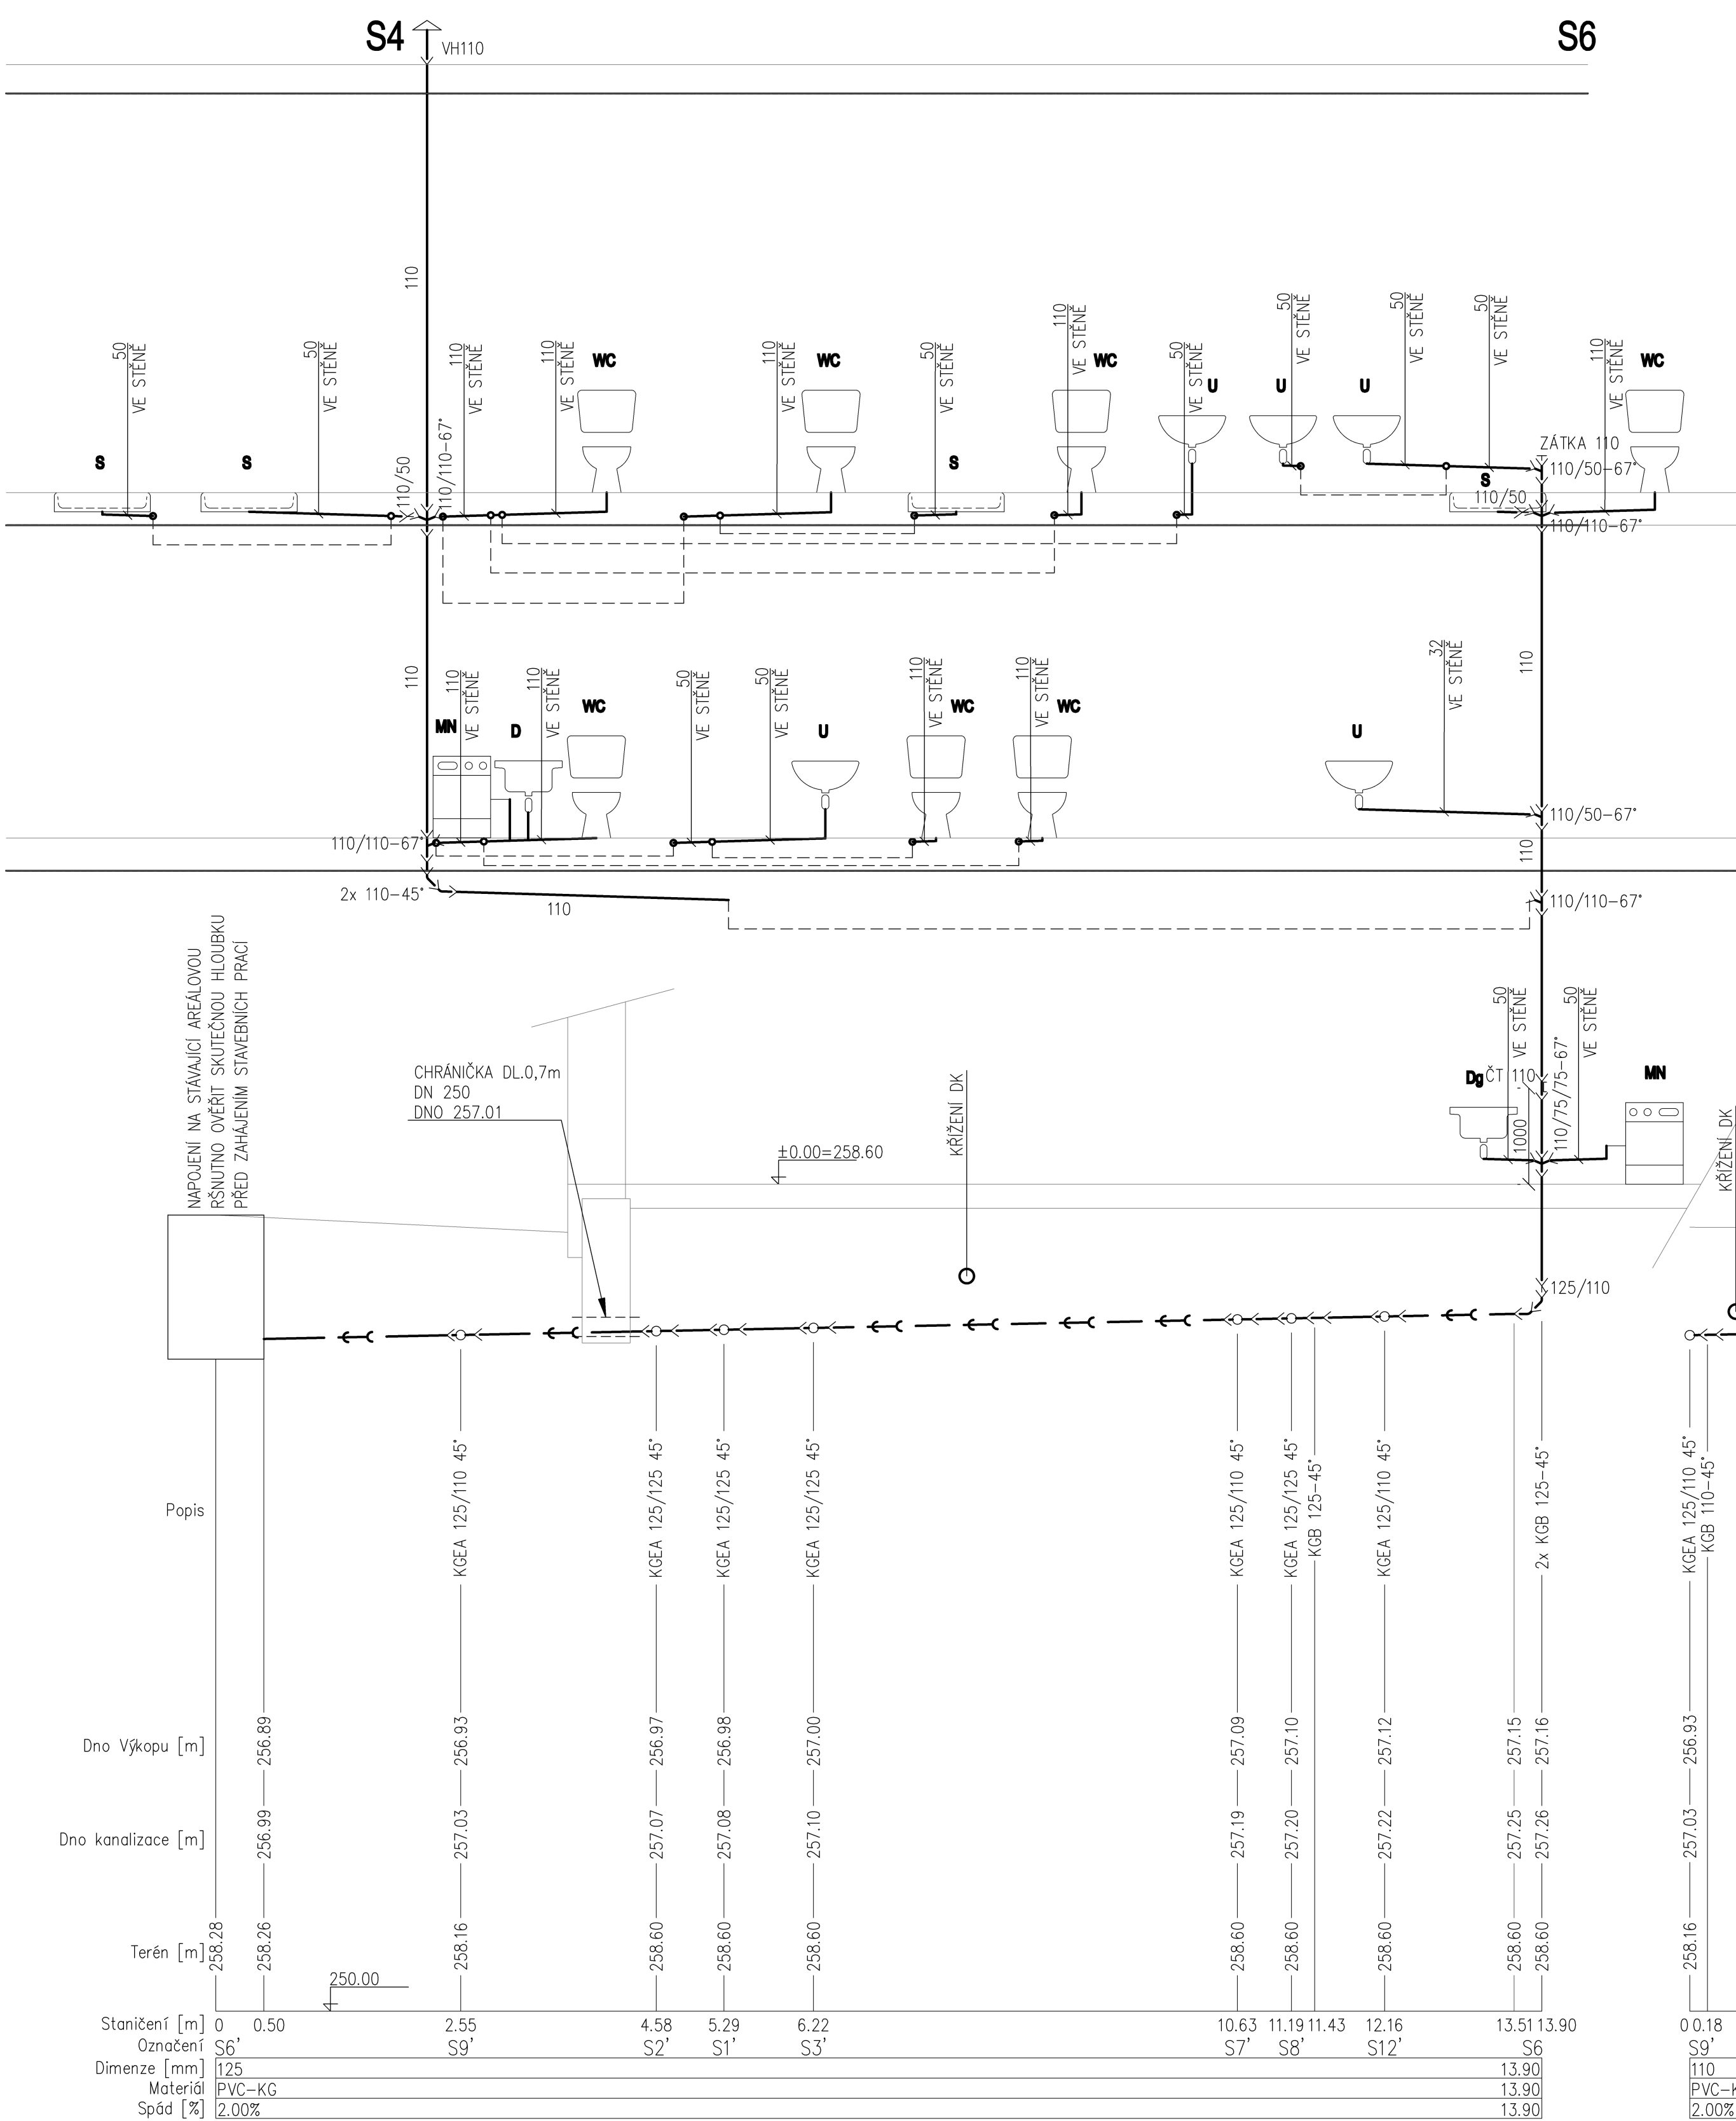 S4
VH110
S6
110
50
VE STĚNĚ
50
VE STĚNĚ
110
VE STĚNĚ
110
VE STĚNĚ
WC
110
VE STĚNĚ
WC
50
VE STĚNĚ
110
VE STĚNĚ
WC
50
VE STĚNĚ
U
50
VE STĚNĚ
U
50
VE STĚNĚ
U
50
VE STĚNĚ
110
VE STĚNĚ
WC
S
S
110/50
110/110-67°
S
ZÁTKA 110
110/50-67°
S
110/50
110/110-67°
110
110
VE STĚNĚ
MN
D
110
VE STĚNĚ
WC
50
VE STĚNĚ
50
VE STĚNĚ
U
110
VE STĚNĚ
WC
110
VE STĚNĚ
WC
32
VE STĚNĚ
U
110
110/110-67°
110/50-67°
110
2x 110-45°
110
110/110-67°
NAPOJENÍ NA STÁVAJÍCÍ AREÁLOVOU
RŠNUTNO OVĚŘIT SKUTEČNOU HLOUBKU
PŘED ZAHÁJENÍM STAVEBNÍCH PRACÍ
CHRÁNIČKA DL.0,7m
DN 250
DNO 257.01
±0.00=258.60
KŘÍŽENÍ DK
50
VE STĚNĚ
50
VE STĚNĚ
Dg
ČT 110
1000
110/75/75-67°
MN
KŘÍŽENÍ DK
125/110
Popis
KGEA 125/110 45°
KGEA 125/125 45°
KGEA 125/125 45°
KGEA 125/125 45°
KGEA 125/110 45°
KGEA 125/125 45°
KGB 125-45°
KGEA 125/110 45°
2x KGB 125-45°
KGEA 125/110 45°
KGB 110-45°
Dno Výkopu [m] 256.89 256.93 256.97 256.98 257.00 257.09 257.10 257.12 257.15 257.16 256.93
Dno kanalizace [m] 256.99 257.03 257.07 257.08 257.10 257.19 257.20 257.22 257.25 257.26 257.03
Terén [m] 258.28 258.26 258.16 258.60 258.60 258.60 258.60 258.60 258.60 258.60 258.60 258.16
250.00
Staničení [m] 0 0.50 2.55 4.58 5.29 6.22 10.63 11.19 11.43 12.16 13.51 13.90 0 0.18
Označení S6' S9' S2' S1' S3' S7' S8' S12' S6 S9'
Dimenze [mm] 125 13.90 110
Materiál PVC-KG 13.90
Spád [%] 2.00% 13.90 2.00%